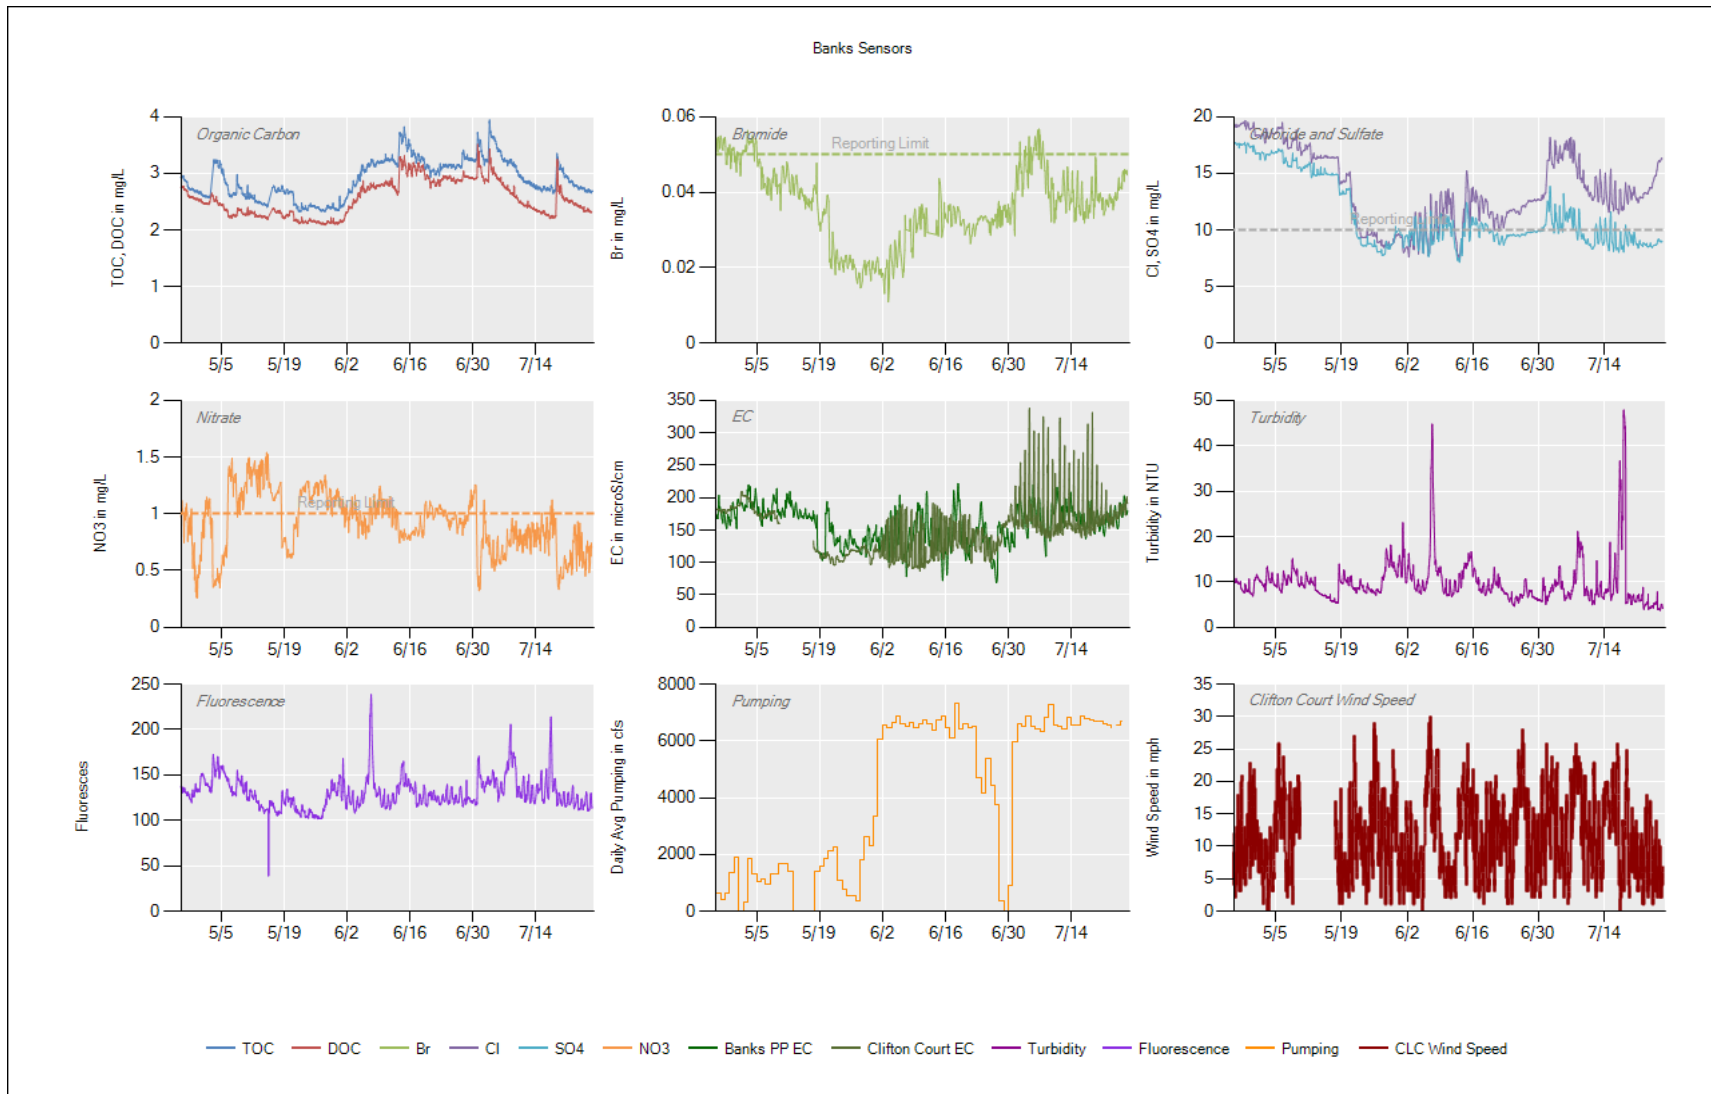 Banks Sensors
Organic Carbon
TOC, DOC in mg/L
4
3
2
1
0
5/5 5/19 6/2 6/16 6/30 7/14
Bromide
Reporting Limit
Br in mg/L
0.06
0.04
0.02
0
5/5 5/19 6/2 6/16 6/30 7/14
Chloride and Sulfate
Reporting Limit
Cl, SO4 in mg/L
20
15
10
5
0
5/5 5/19 6/2 6/16 6/30 7/14
Nitrate
Reporting Limit
NO3 in mg/L
2
1.5
1
0.5
0
5/5 5/19 6/2 6/16 6/30 7/14
EC
EC in microS/cm
350
300
250
200
150
100
50
0
5/5 5/19 6/2 6/16 6/30 7/14
Turbidity
Turbidity in NTU
50
40
30
20
10
0
5/5 5/19 6/2 6/16 6/30 7/14
Fluorescence
Fluoresces
250
200
150
100
50
0
5/5 5/19 6/2 6/16 6/30 7/14
Pumping
Daily Avg Pumping in cfs
8000
6000
4000
2000
0
5/5 5/19 6/2 6/16 6/30 7/14
Clifton Court Wind Speed
Wind Speed in mph
35
30
25
20
15
10
5
0
5/5 5/19 6/2 6/16 6/30 7/14
TOC DOC Br Cl SO4 NO3 Banks PP EC Clifton Court EC Turbidity Fluorescence Pumping CLC Wind Speed